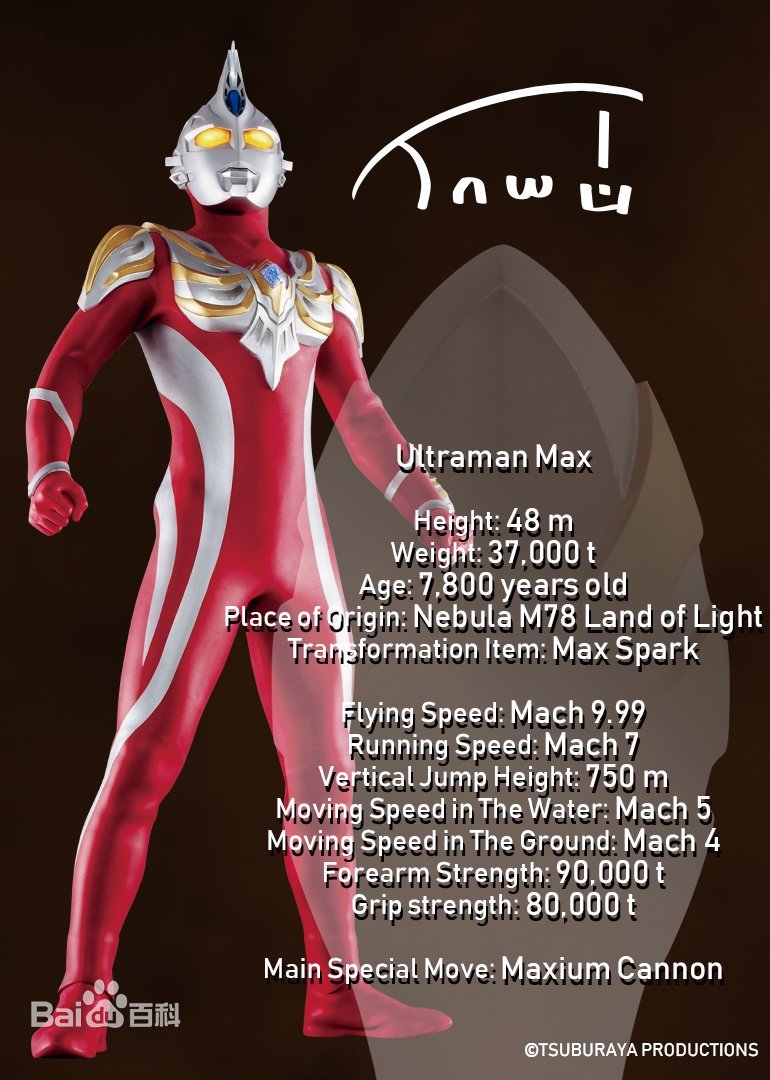 Ultraman Max
Height: 48 m
Weight: 37,000 t
Age: 7,800 years old
Place of Origin: Nebula M78 Land of Light
Transformation Item: Max Spark
Flying Speed: Mach 9.99
Running Speed: Mach 7
Vertical Jump Height: 750 m
Moving Speed in The Water: Mach 5
Moving Speed in The Ground: Mach 4
Forearm Strength: 90,000 t
Grip strength: 80,000 t
Main Special Move: Maxium Cannon
Bai du 百科
©TSUBURAYA PRODUCTIONS